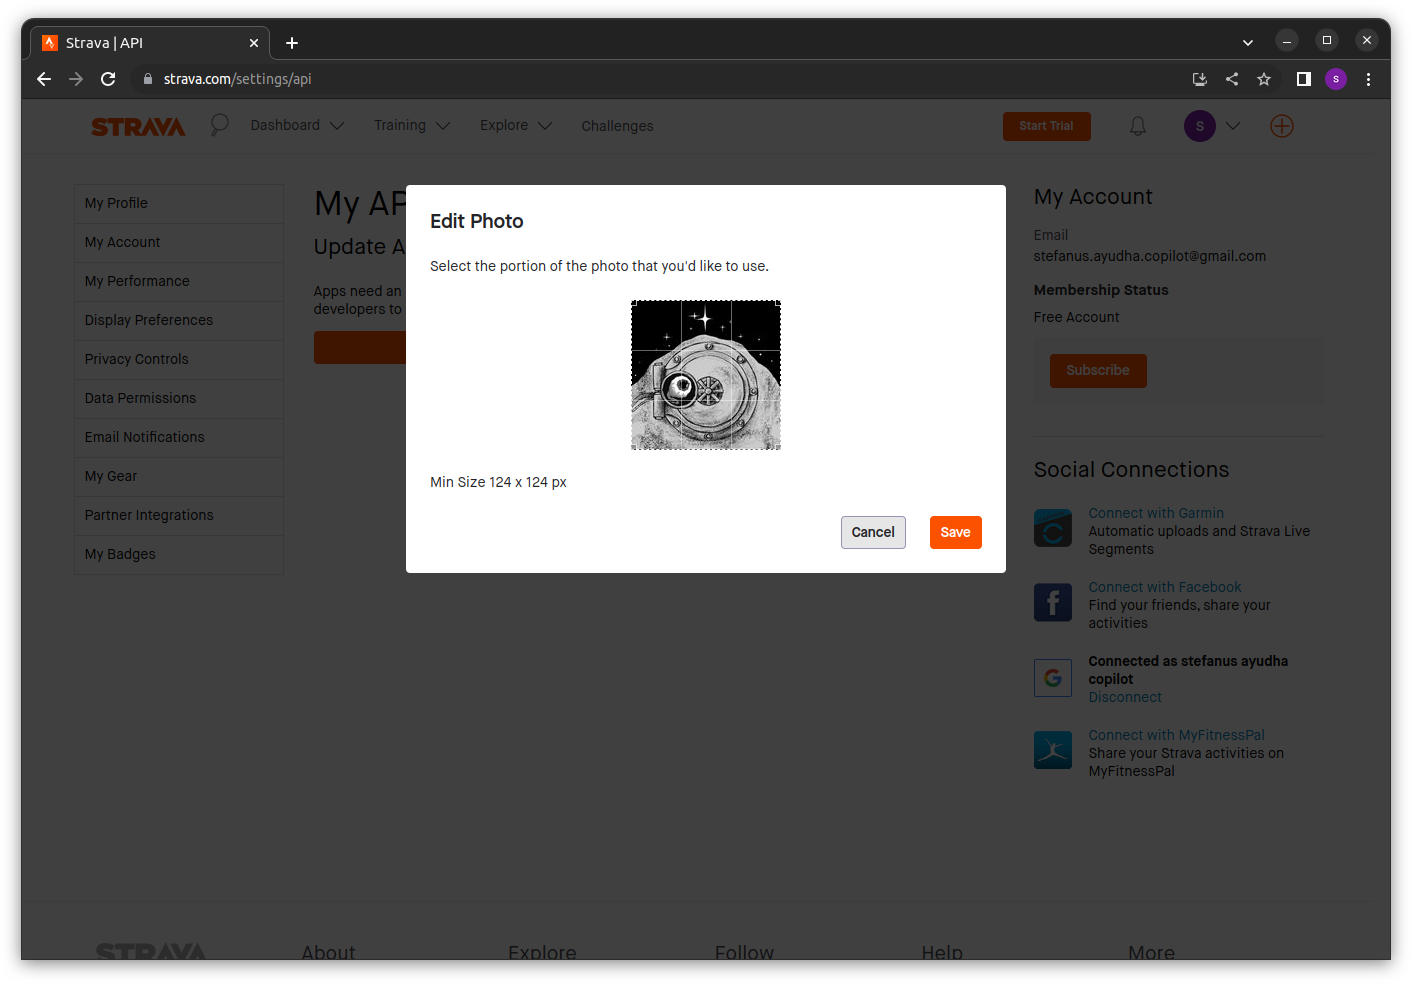 Strava | API
strava.com/settings/api
S
STRAVA
Dashboard
Training
Explore
Challenges
Start Trial
S
My Profile
My Account
My Performance
Display Preferences
Privacy Controls
Data Permissions
Email Notifications
My Gear
Partner Integrations
My Badges
My AP
Update A
Apps need an
developers to
Edit Photo
Select the portion of the photo that you'd like to use.
Min Size 124 x 124 px
Cancel
Save
My Account
Email
stefanus.ayudha.copilot@gmail.com
Membership Status
Free Account
Subscribe
Social Connections
Connect with Garmin
Automatic uploads and Strava Live
Segments
Connect with Facebook
Find your friends, share your
activities
Connected as stefanus ayudha
copilot
Disconnect
Connect with MyFitnessPal
Share your Strava activities on
MyFitnessPal
STRAVA
About
Explore
Follow
Help
More